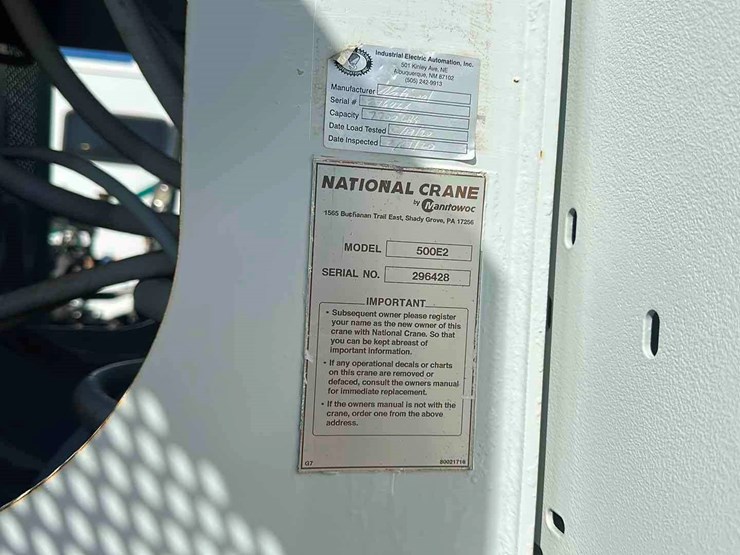 Industrial Electric Automation, Inc.
501 Kinley Ave, NE
Albuquerque, NM 87102
(505) 242-9913
Manufacturer
Serial #
Capacity
Date Load Tested
Date Inspected
NATIONAL CRANE
by Manitowoc
1565 Buchanan Trail East, Shady Grove, PA 17256
MODEL 500E2
SERIAL NO. 296428
IMPORTANT
• Subsequent owner please register
your name as the new owner of this
crane with National Crane. So that
you can be kept abreast of
important information.
• If any operational decals or charts
on this crane are removed or
defaced, consult the owners manual
for immediate replacement.
• If the owners manual is not with the
crane, order one from the above
address.
G7 80021716